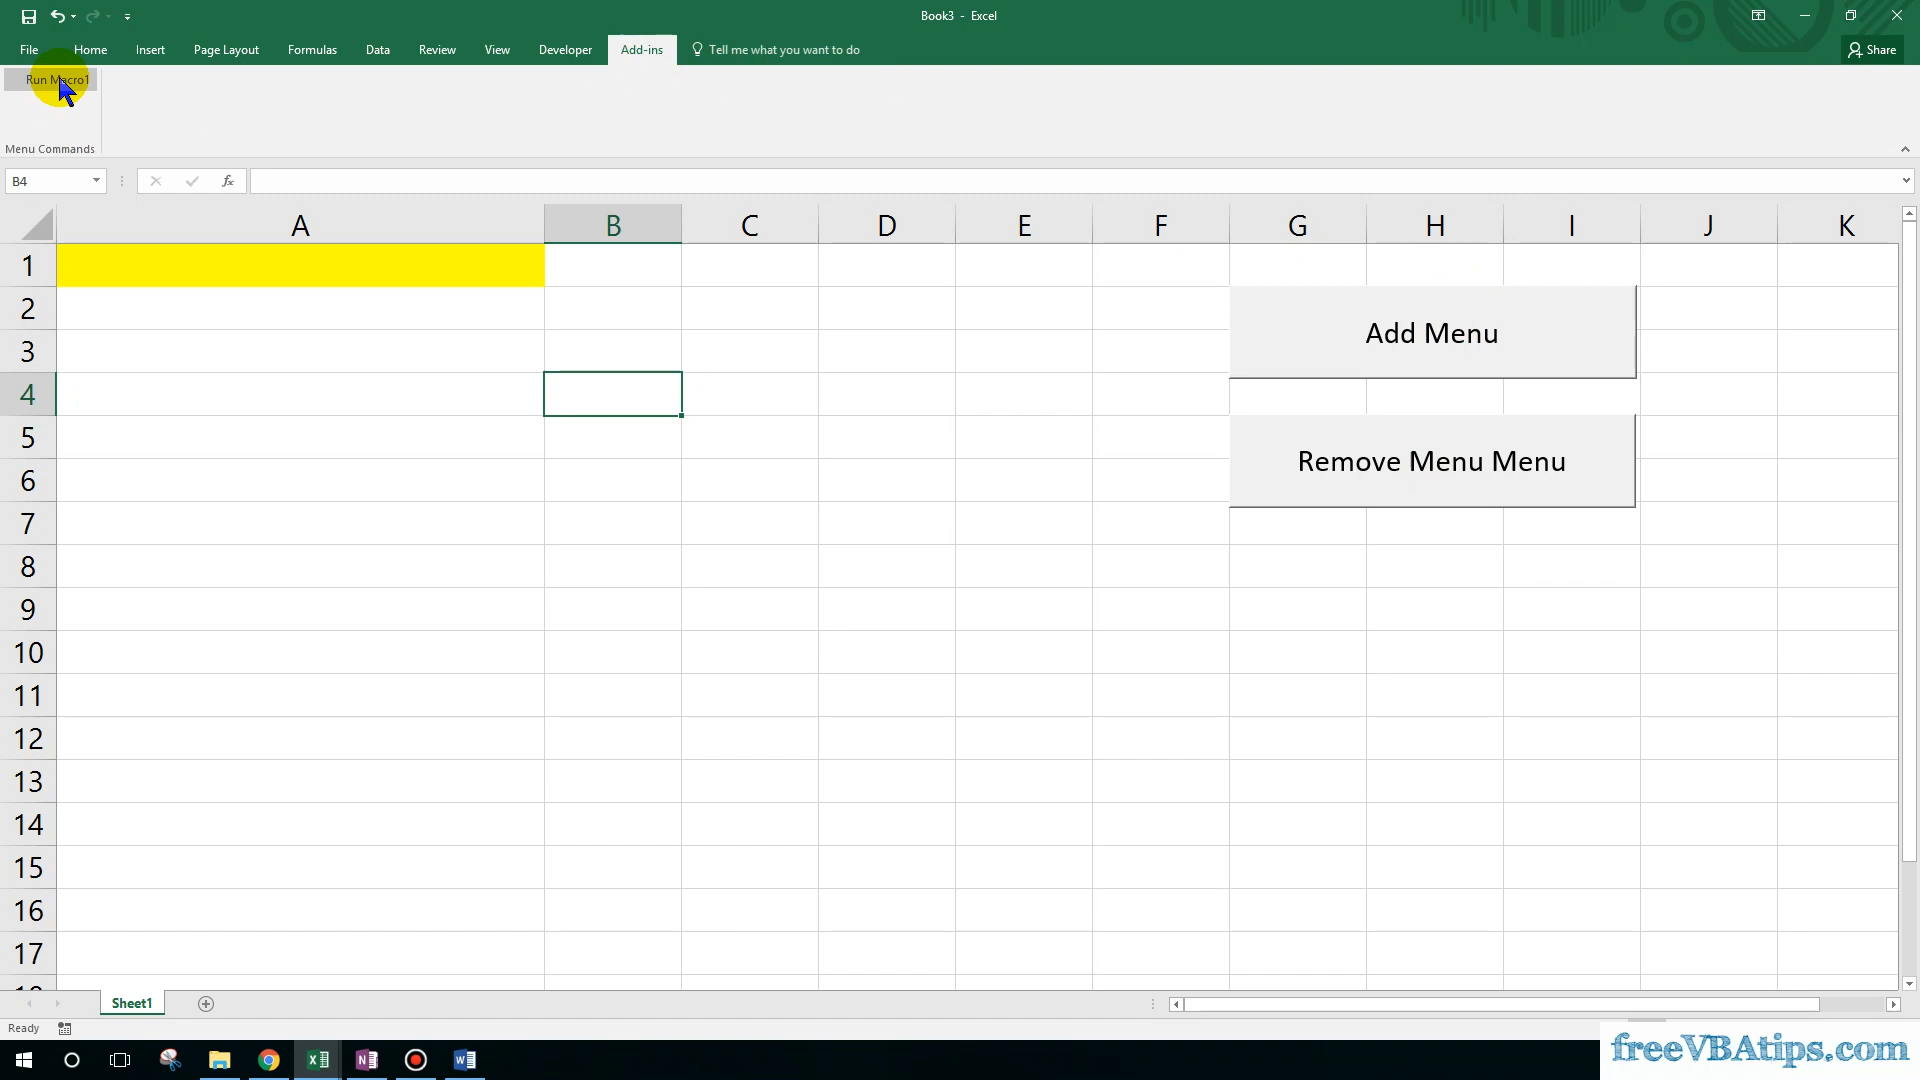 Book3 - Excel
File Home Insert Page Layout Formulas Data Review View Developer Add-ins Tell me what you want to do Share
Run Macro1
Menu Commands
B4 fx
A B C D E F G H I J K
1
2
Add Menu
3
4
5
Remove Menu Menu
6
7
8
9
10
11
12
13
14
15
16
17
Sheet1
Ready
freeVBAtips.com